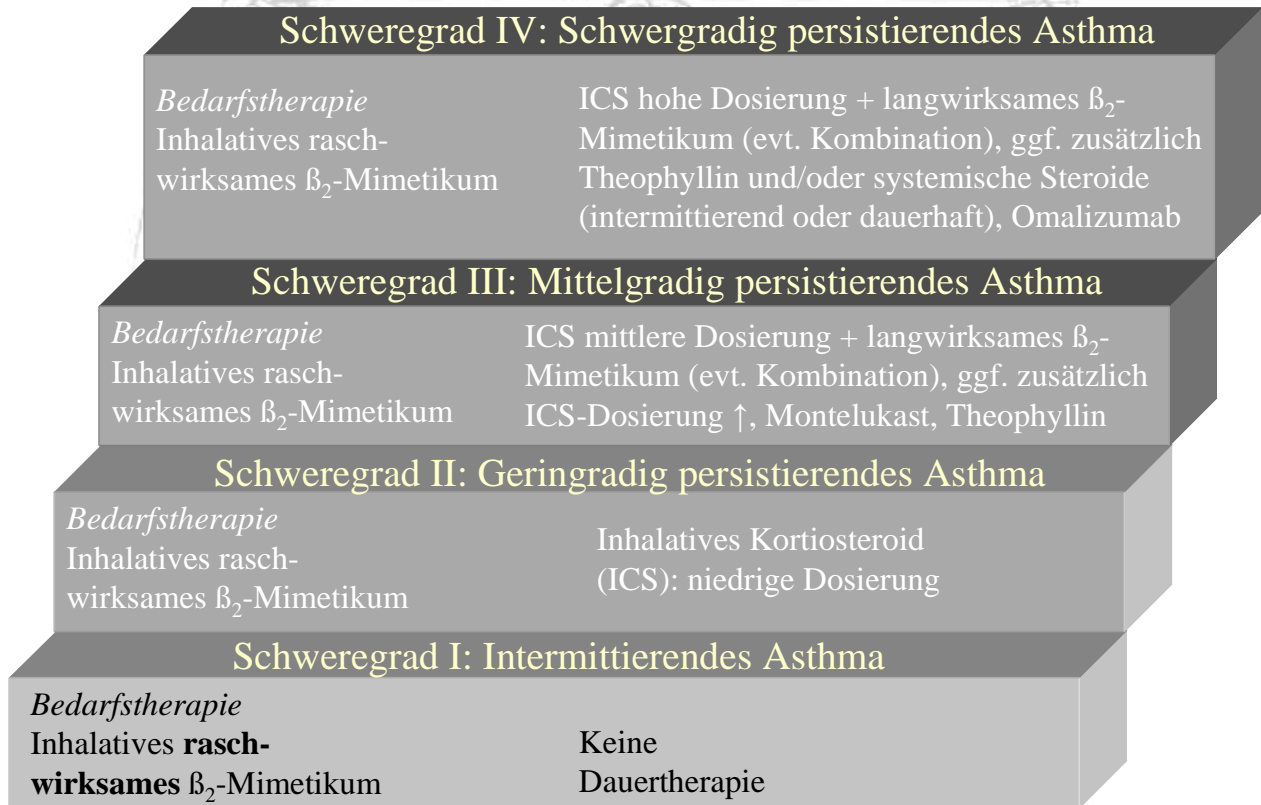 Schweregrad IV: Schwergradig persistierendes Asthma
Bedarfstherapie
Inhalatives rasch-
wirksames ß₂-Mimetikum
ICS hohe Dosierung + langwirksames ß₂-
Mimetikum (evt. Kombination), ggf. zusätzlich
Theophyllin und/oder systemische Steroide
(intermittierend oder dauerhaft), Omalizumab
Schweregrad III: Mittelgradig persistierendes Asthma
Bedarfstherapie
Inhalatives rasch-
wirksames ß₂-Mimetikum
ICS mittlere Dosierung + langwirksames ß₂-
Mimetikum (evt. Kombination), ggf. zusätzlich
ICS-Dosierung ↑, Montelukast, Theophyllin
Schweregrad II: Geringradig persistierendes Asthma
Bedarfstherapie
Inhalatives rasch-
wirksames ß₂-Mimetikum
Inhalatives Kortiosteroid
(ICS): niedrige Dosierung
Schweregrad I: Intermittierendes Asthma
Bedarfstherapie
Inhalatives rasch-
wirksames ß₂-Mimetikum
Keine
Dauertherapie